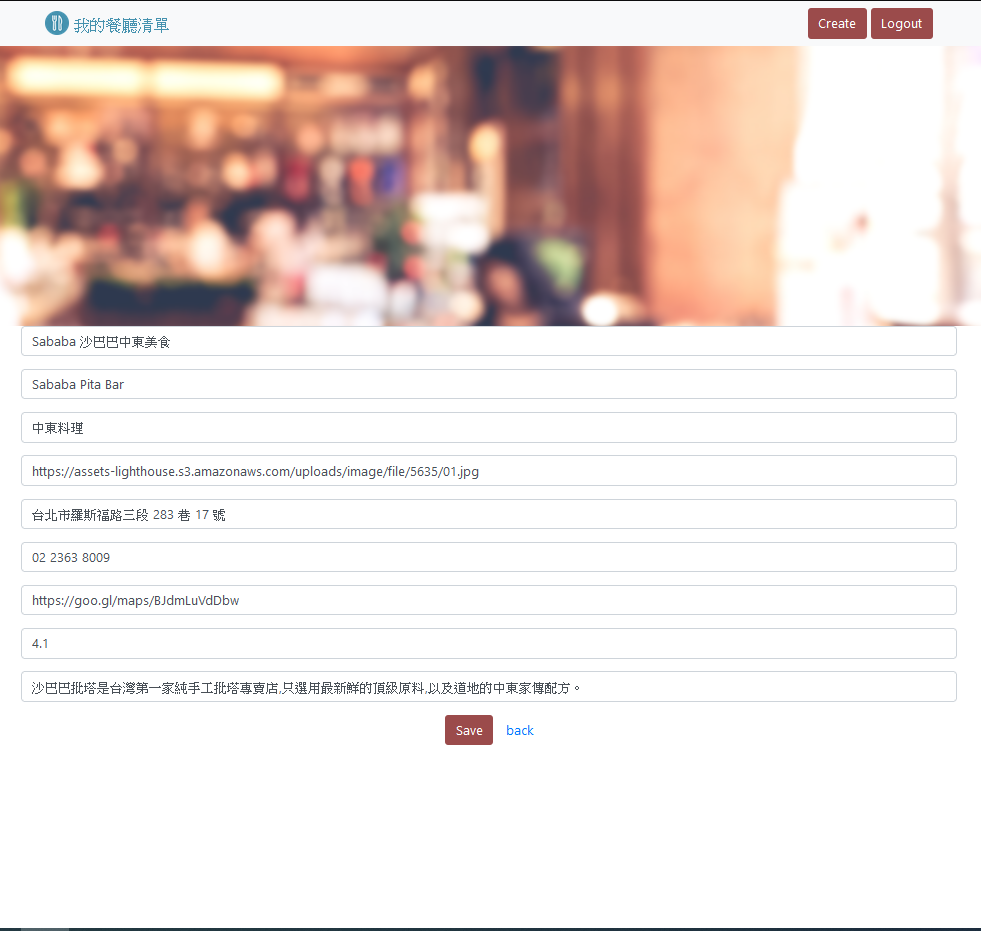 我的餐廳清單
Create Logout
Sababa 沙巴巴中東美食
Sababa Pita Bar
中東料理
https://assets-lighthouse.s3.amazonaws.com/uploads/image/file/5635/01.jpg
台北市羅斯福路三段 283 巷 17 號
02 2363 8009
https://goo.gl/maps/BJdmLuVdDbw
4.1
沙巴巴批塔是台灣第一家純手工批塔專賣店,只選用最新鮮的頂級原料,以及道地的中東家傳配方。
Save back